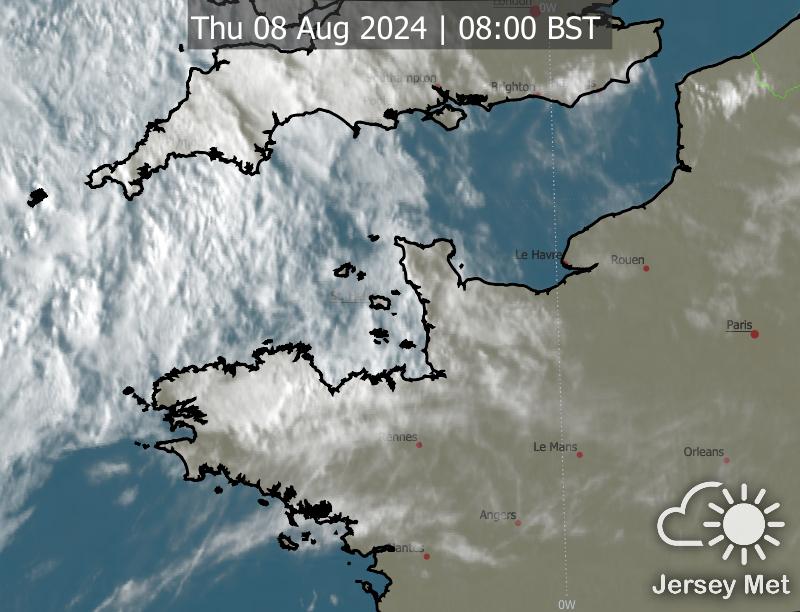 London
0W
Thu 08 Aug 2024 | 08:00 BST
Southampton
Brighton
Le Havre
Rouen
Paris
Rennes
Le Mans
Orleans
Angers
Nantes
Jersey Met
0W